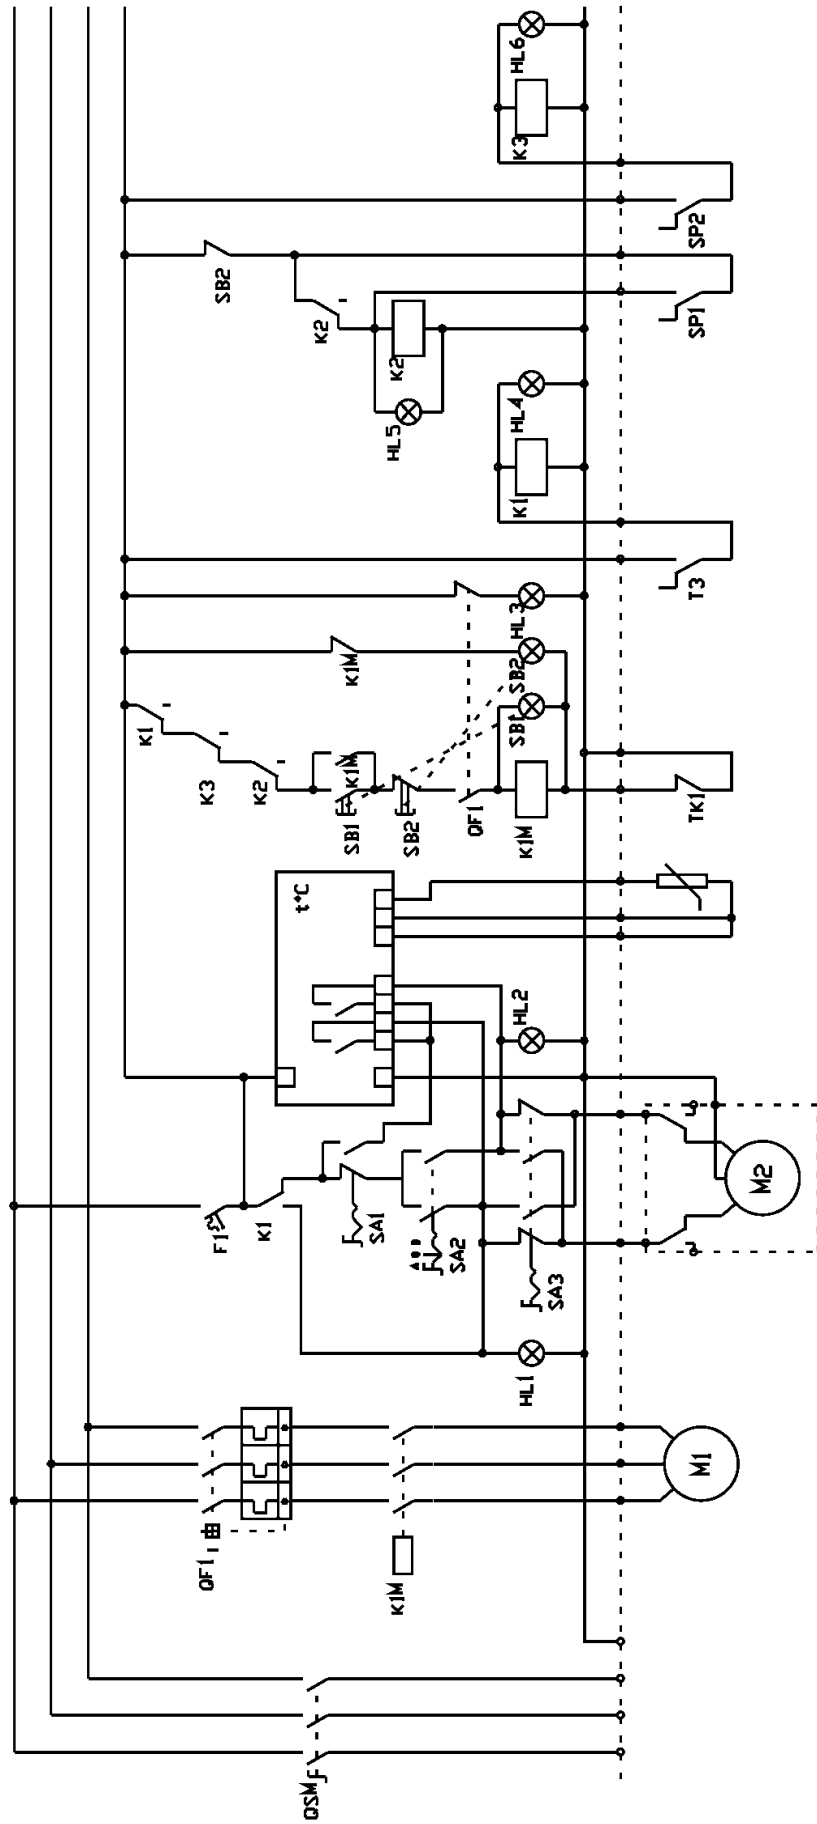 QSM
QF1
K1M
M1
HL1
F1
K1
SA1
A 0 D
SA2
SA3
M2
HL2
t°C
SB1
SB2
K1M
QF1
K1M
TK1
K1
K3
K2
SB1
SB2
K1M
HL3
T3
K1
HL4
HL5
K2
K2
SB2
SP1
SP2
K3
HL6